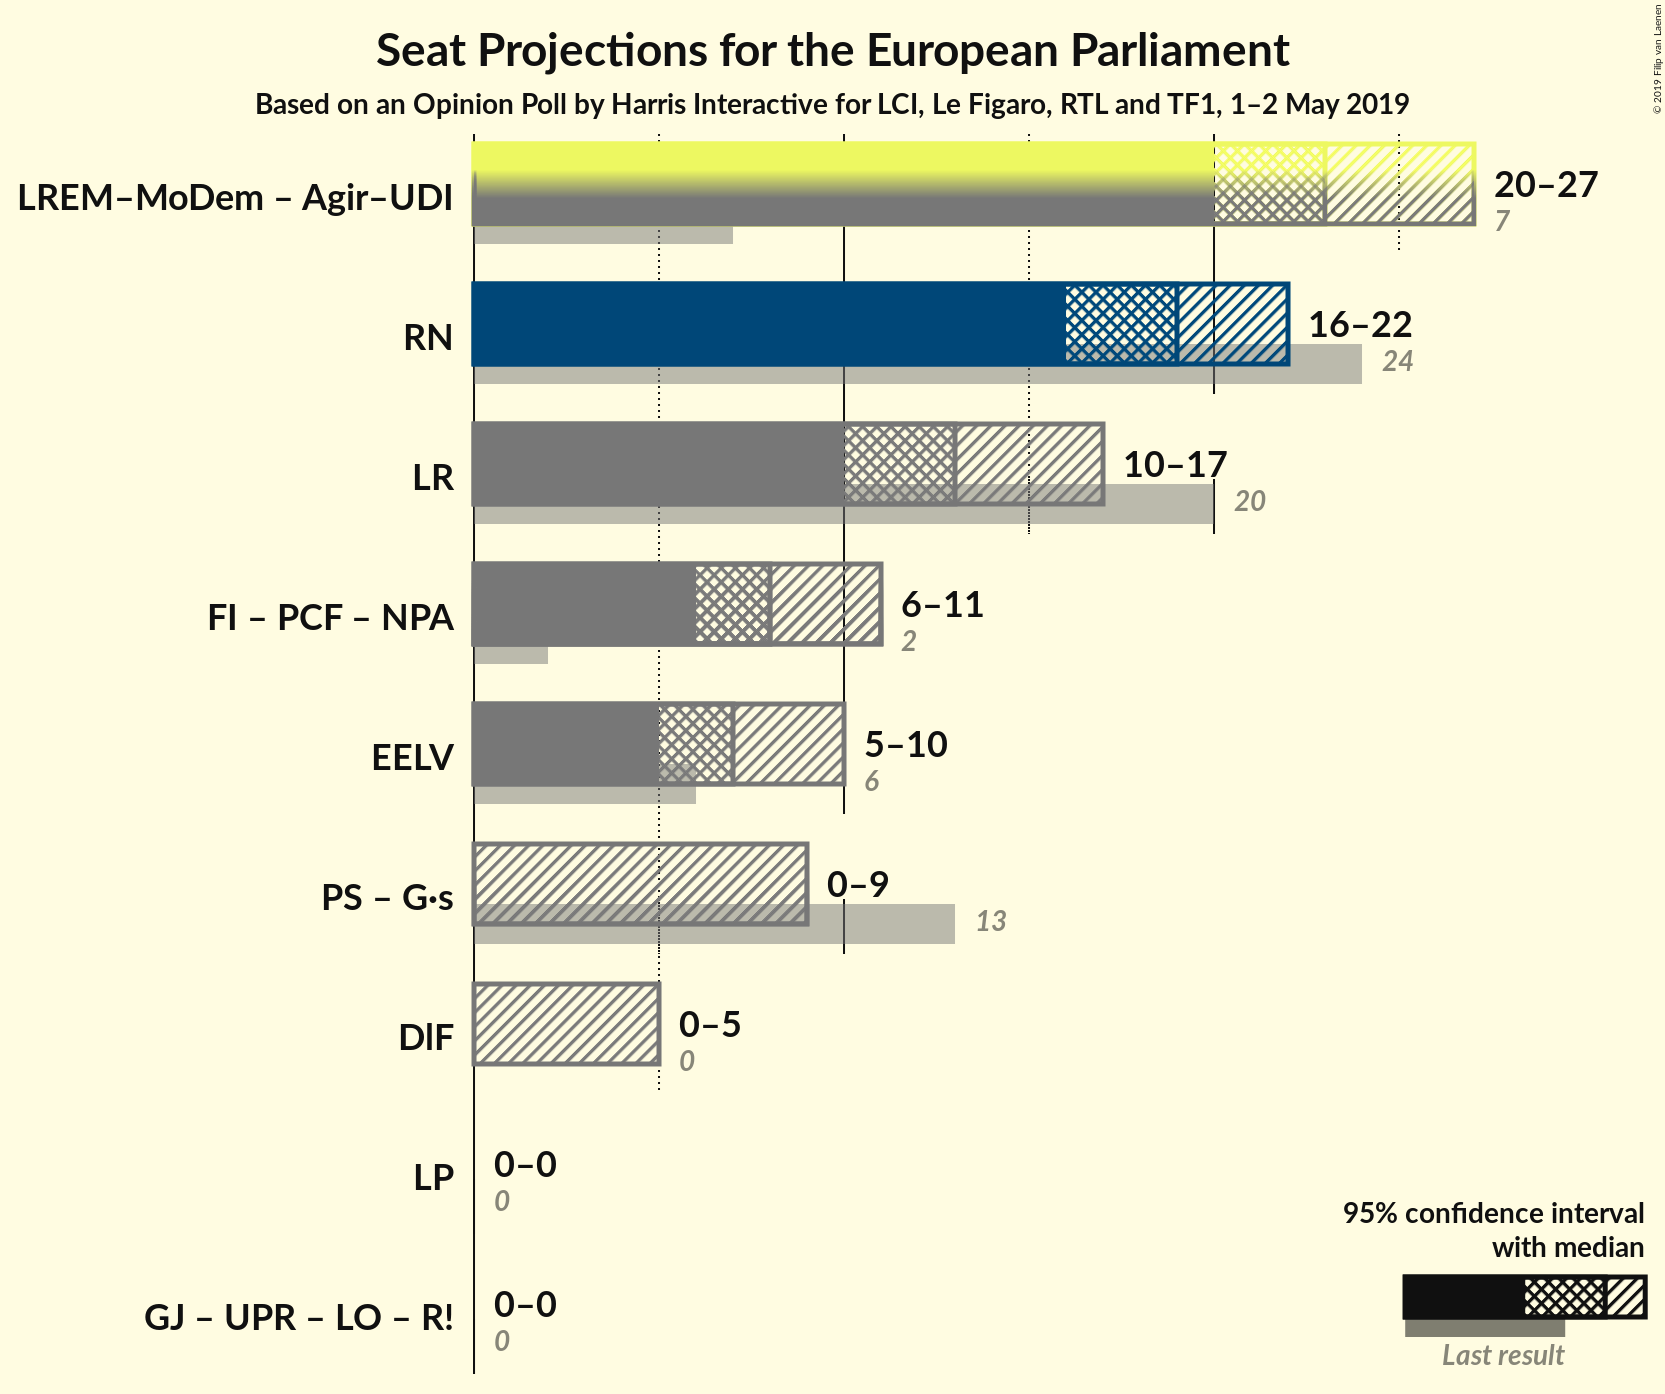 Seat Projections for the European Parliament
Based on an Opinion Poll by Harris Interactive for LCI, Le Figaro, RTL and TF1, 1–2 May 2019
© 2019 Filip van Laenen
LREM–MoDem – Agir–UDI
20–27
7
RN
16–22
24
LR
10–17
20
FI – PCF – NPA
6–11
2
EELV
5–10
6
PS – G·s
0–9
13
DlF
0–5
0
LP
0–0
0
GJ – UPR – LO – R!
0–0
0
95% confidence interval
with median
Last result